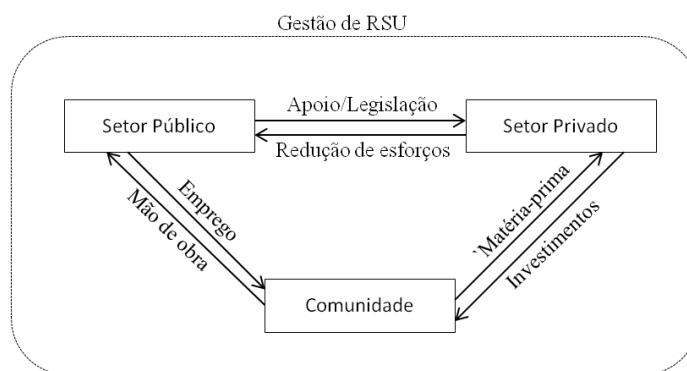 Gestão de RSU
Setor Público
Apoio/Legislação
Setor Privado
Redução de esforços
Emprego
Mão de obra
`Matéria-prima
Investimentos
Comunidade